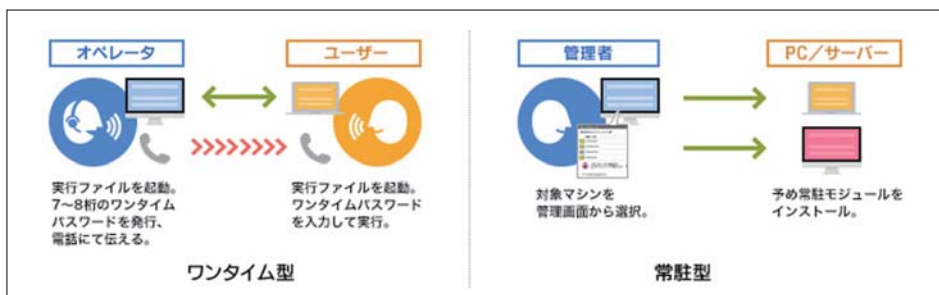 オペレータ
ユーザー
実行ファイルを起動。
7〜8桁のワンタイム
パスワードを発行、
電話にて伝える。
実行ファイルを起動。
ワンタイムパスワード
を入力して実行。
ワンタイム型
管理者
PC/サーバー
対象マシンを
管理画面から選択。
予め常駐モジュールを
インストール。
常駐型